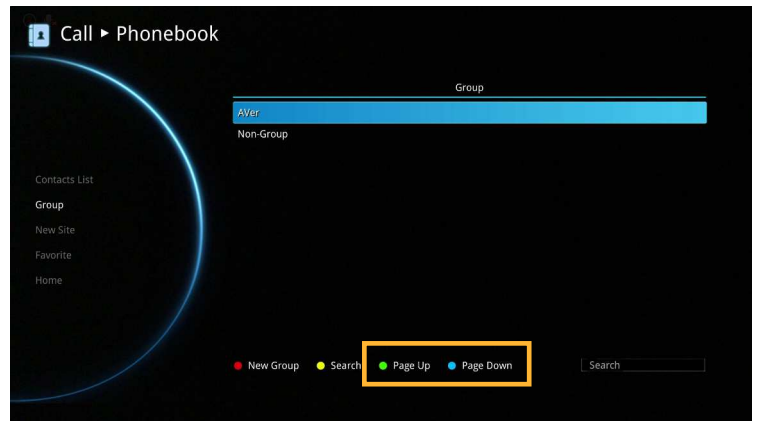 Call ▸ Phonebook
Group
AVer
Non-Group
Contacts List
Group
New Site
Favorite
Home
New Group Search Page Up Page Down Search